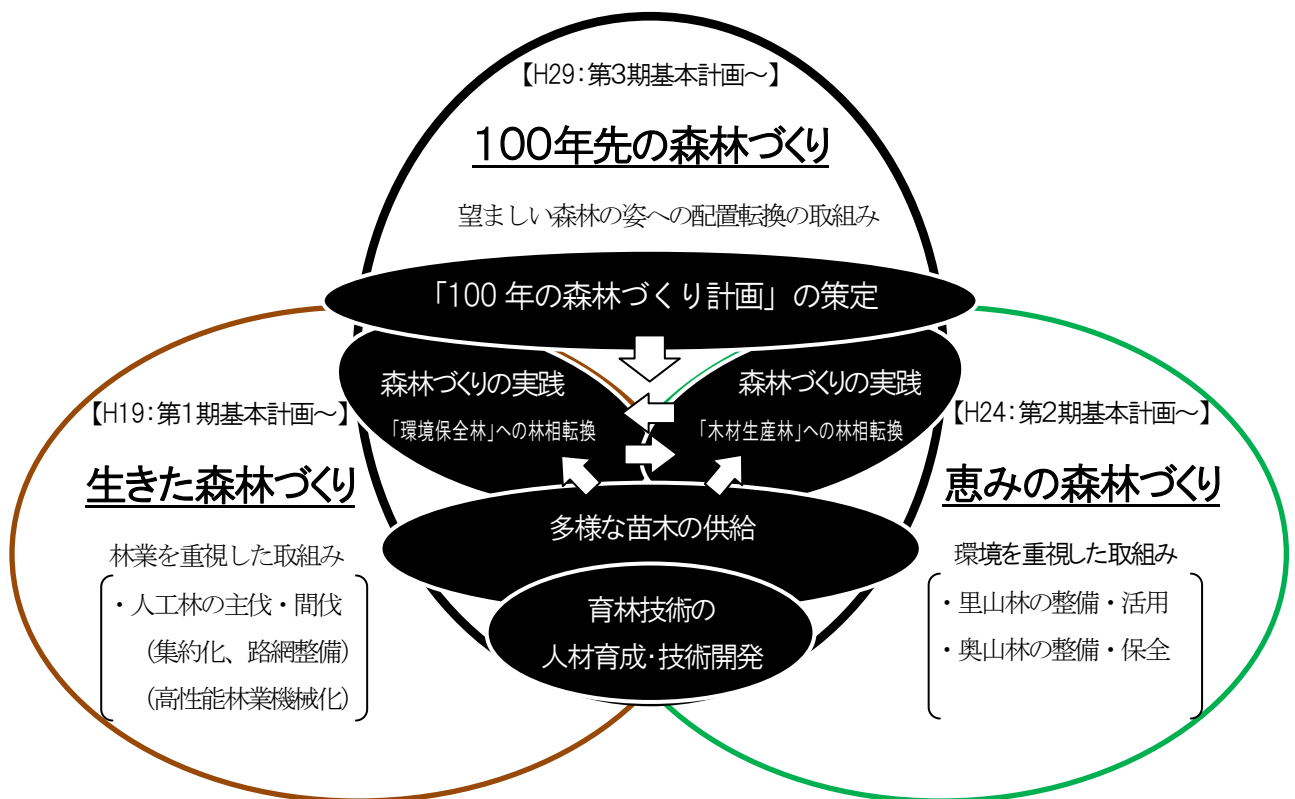 【H29:第3期基本計画~】
100年先の森林づくり
望ましい森林の姿への配置転換の取組み
「100年の森林づくり計画」の策定
森林づくりの実践
「環境保全林」への林相転換
森林づくりの実践
「木材生産林」への林相転換
【H19:第1期基本計画~】
生きた森林づくり
林業を重視した取組み
・人工林の主伐・間伐
(集約化、路網整備)
(高性能林業機械化)
【H24:第2期基本計画~】
恵みの森林づくり
環境を重視した取組み
・里山林の整備・活用
・奥山林の整備・保全
多様な苗木の供給
育林技術の
人材育成・技術開発